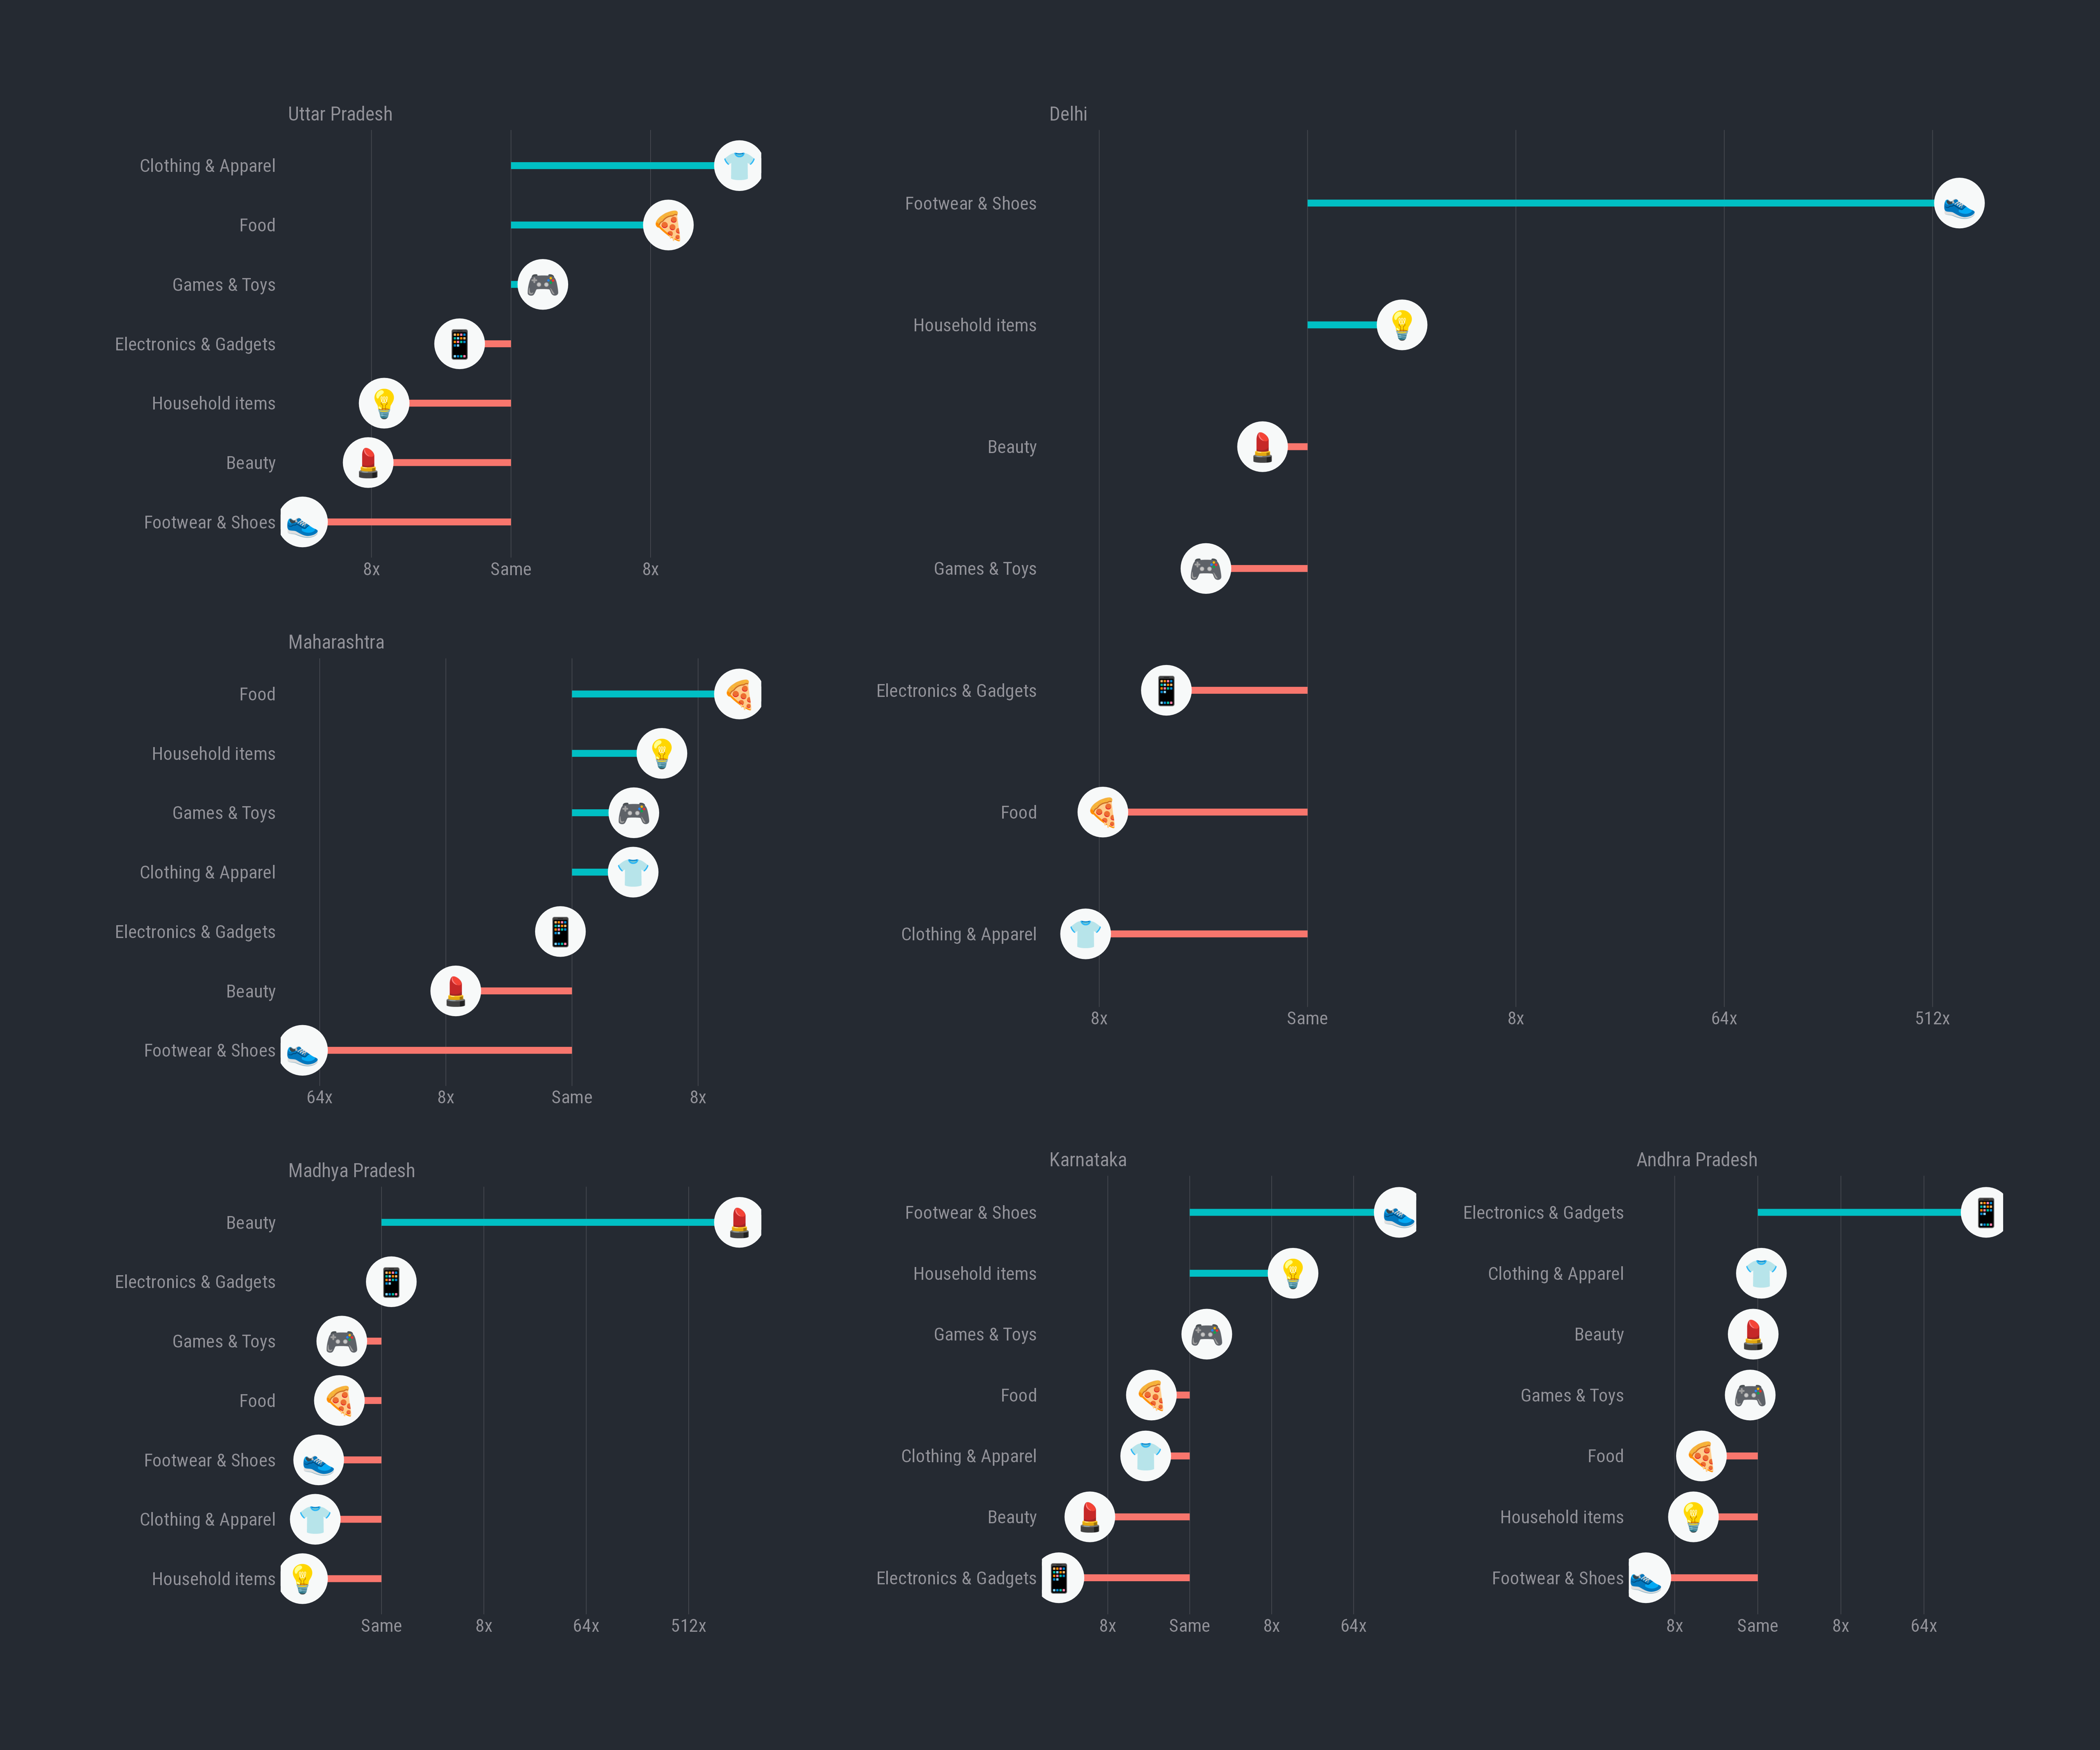 Uttar Pradesh
Clothing & Apparel
Food
Games & Toys
Electronics & Gadgets
Household items
Beauty
Footwear & Shoes
8x Same 8x
Delhi
Footwear & Shoes
Household items
Beauty
Games & Toys
Electronics & Gadgets
Food
Clothing & Apparel
8x Same 8x 64x 512x
Maharashtra
Food
Household items
Games & Toys
Clothing & Apparel
Electronics & Gadgets
Beauty
Footwear & Shoes
64x 8x Same 8x
Madhya Pradesh
Beauty
Electronics & Gadgets
Games & Toys
Food
Footwear & Shoes
Clothing & Apparel
Household items
Same 8x 64x 512x
Karnataka
Footwear & Shoes
Household items
Games & Toys
Food
Clothing & Apparel
Beauty
Electronics & Gadgets
8x Same 8x 64x
Andhra Pradesh
Electronics & Gadgets
Clothing & Apparel
Beauty
Games & Toys
Food
Household items
Footwear & Shoes
8x Same 8x 64x